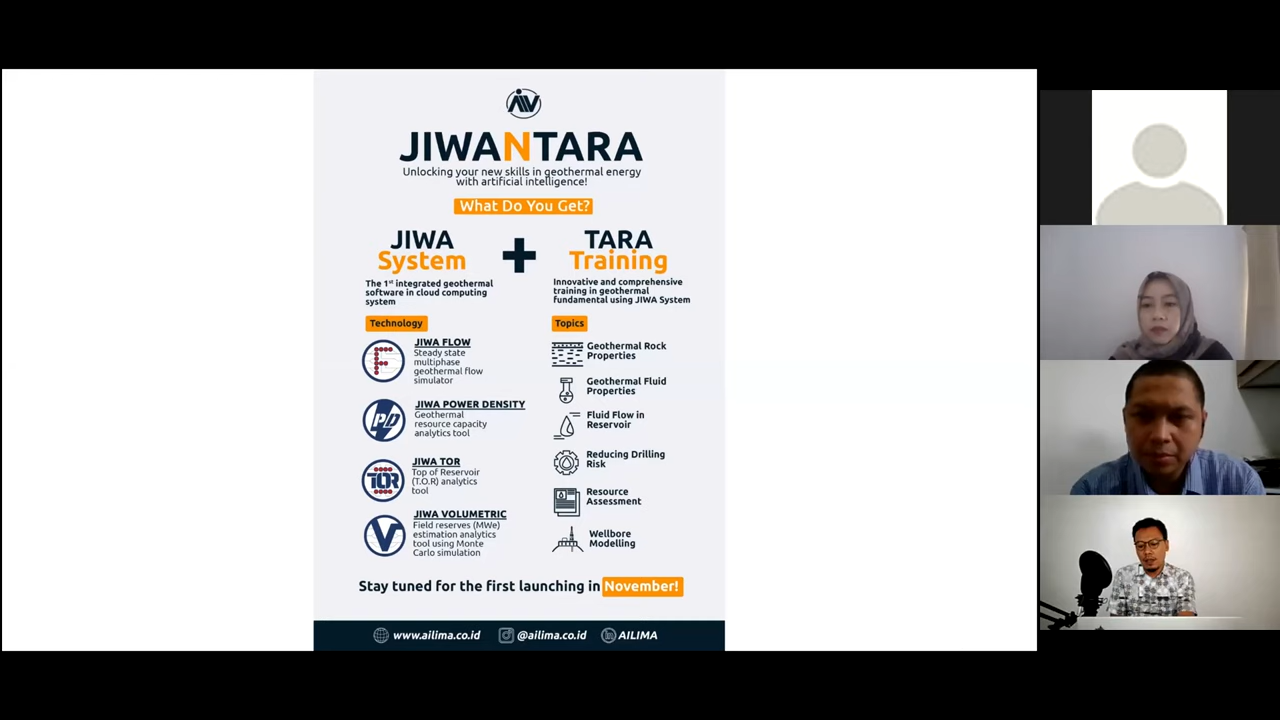 JIWANTARA
Unlocking your new skills in geothermal energy
with artificial intelligence!
What Do You Get?
JIWA
System
The 1st integrated geothermal
software in cloud computing
system
Technology
JIWA FLOW
Steady state
multiphase
geothermal flow
simulator
JIWA POWER DENSITY
Geothermal
resource capacity
analytics tool
JIWA TOR
Top of Reservoir
(T.O.R) analytics
tool
JIWA VOLUMETRIC
Field reserves (MWe)
estimation analytics
tool using Monte
Carlo simulation
F
PD
TOR
V
+
TARA
Training
Innovative and comprehensive
training in geothermal
fundamental using JIWA System
Topics
Geothermal Rock
Properties
Geothermal Fluid
Properties
Fluid Flow in
Reservoir
Reducing Drilling
Risk
Resource
Assessment
Wellbore
Modelling
Stay tuned for the first launching in November!
www.ailima.co.id @ailima.co.id in AILIMA